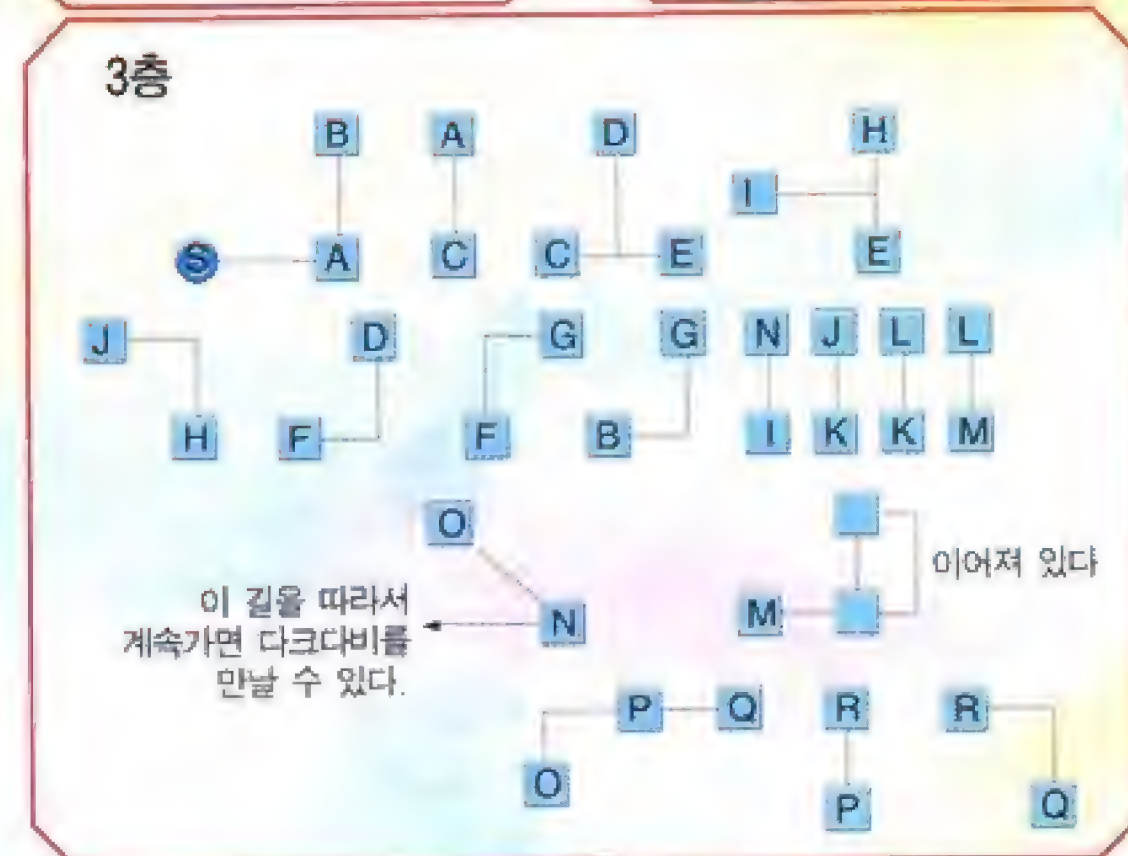 3층
B A D H
I
S A C C E E
J D G G N J L L
H F F B I K K M
O
이어져 있다
이 길을 따라서
계속가면 다크다비를
만날 수 있다.
N M
P Q R R
O P Q